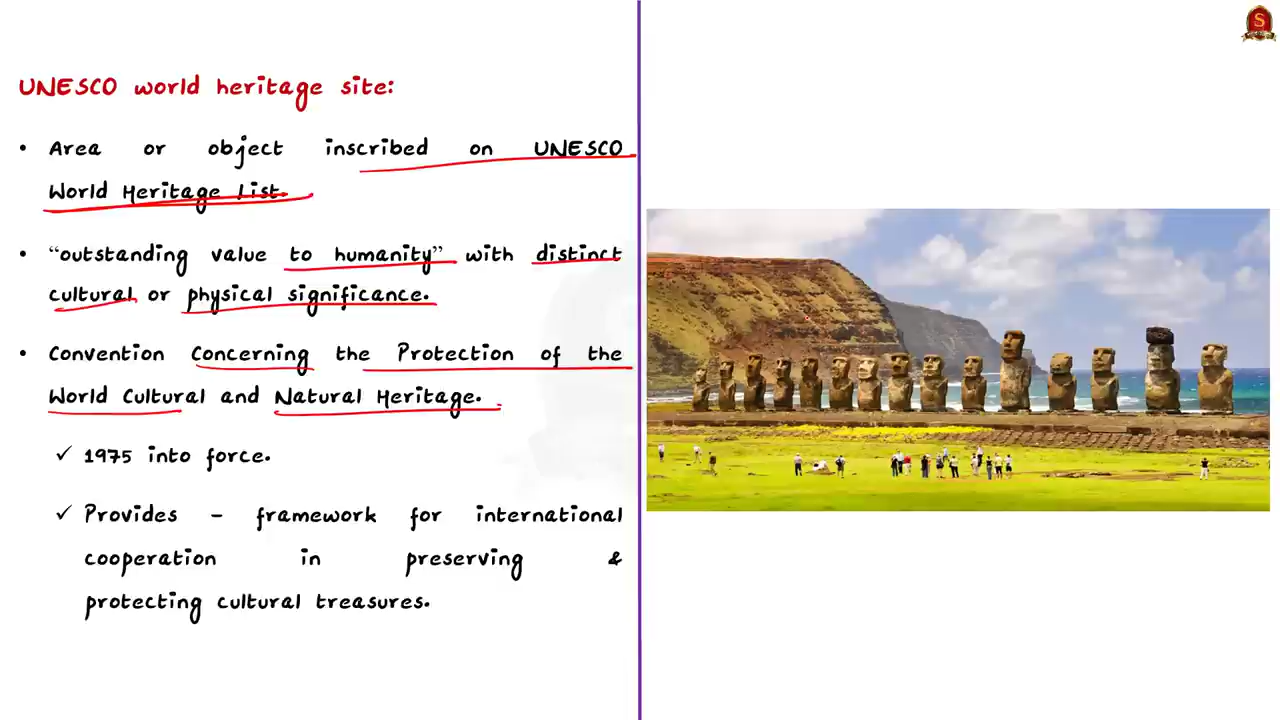 UNESCO world heritage site:
• Area or object inscribed on UNESCO
World Heritage List.
• “outstanding value to humanity” with distinct
cultural or physical significance.
• Convention Concerning the Protection of the
World Cultural and Natural Heritage.
✓ 1975 into force.
✓ Provides – framework for international
cooperation in preserving &
protecting cultural treasures.
S